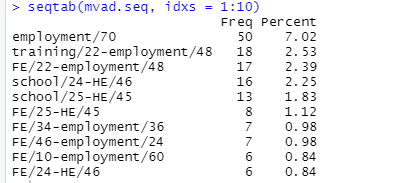 > seqtab(mvad.seq, idxs = 1:10)
Freq Percent
employment/70 50 7.02
training/22-employment/48 18 2.53
FE/22-employment/48 17 2.39
school/24-HE/46 16 2.25
school/25-HE/45 13 1.83
FE/25-HE/45 8 1.12
FE/34-employment/36 7 0.98
FE/46-employment/24 7 0.98
FE/10-employment/60 6 0.84
FE/24-HE/46 6 0.84